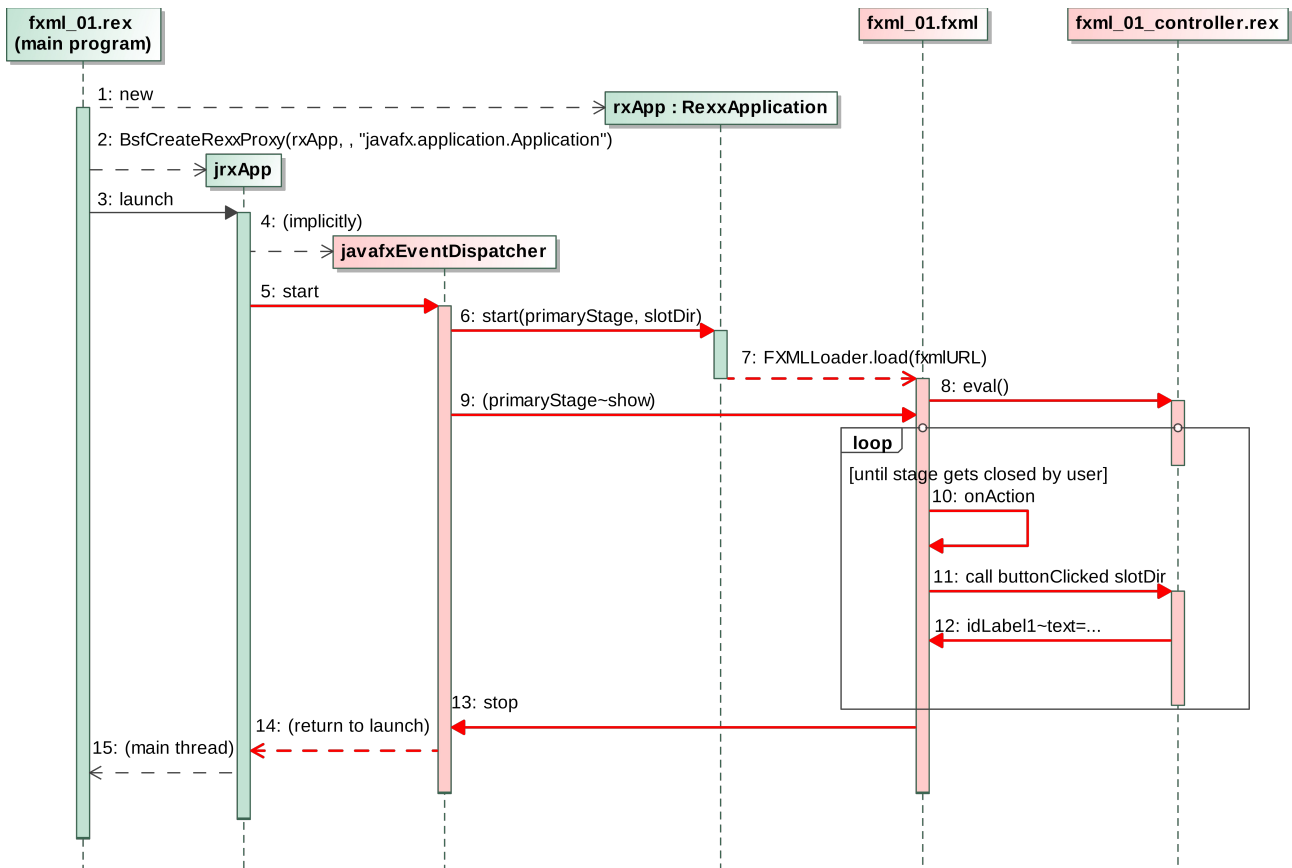 fxml_01.rex
(main program)
fxml_01.fxml
fxml_01_controller.rex
1: new
rxApp : RexxApplication
2: BsfCreateRexxProxy(rxApp, , "javafx.application.Application")
jrxApp
3: launch
4: (implicitly)
javafxEventDispatcher
5: start
6: start(primaryStage, slotDir)
7: FXMLLoader.load(fxmlURL)
8: eval()
9: (primaryStage~show)
loop
[until stage gets closed by user]
10: onAction
11: call buttonClicked slotDir
12: idLabel1~text=...
13: stop
14: (return to launch)
15: (main thread)